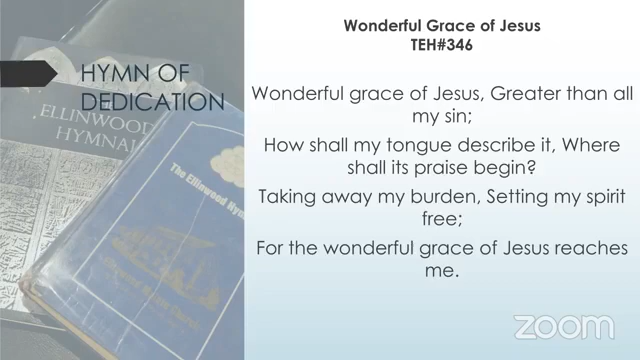 Wonderful Grace of Jesus
TEH#346
HYMN OF
DEDICATION
Wonderful grace of Jesus, Greater than all
my sin;
How shall my tongue describe it, Where
shall its praise begin?
Taking away my burden, Setting my spirit
free;
For the wonderful grace of Jesus reaches
me.
ELLINWOOD
HYMNAL
The Ellinwood Hym
zoom